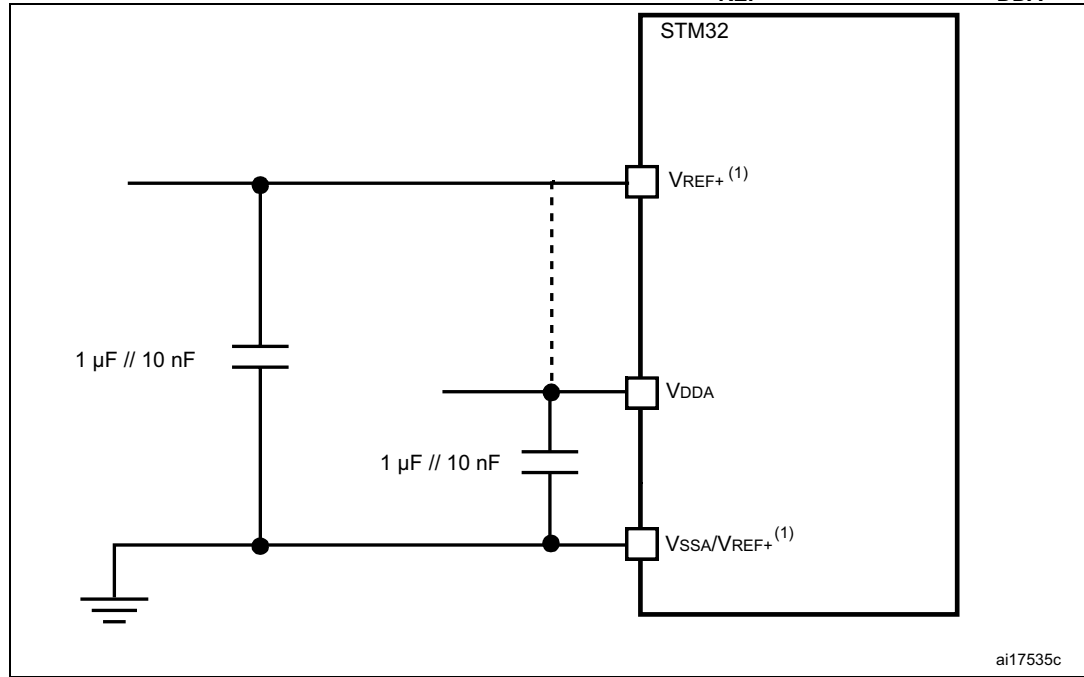 STM32
VREF+ (1)
1 µF // 10 nF
VDDA
1 µF // 10 nF
VSSA/VREF+ (1)
ai17535c